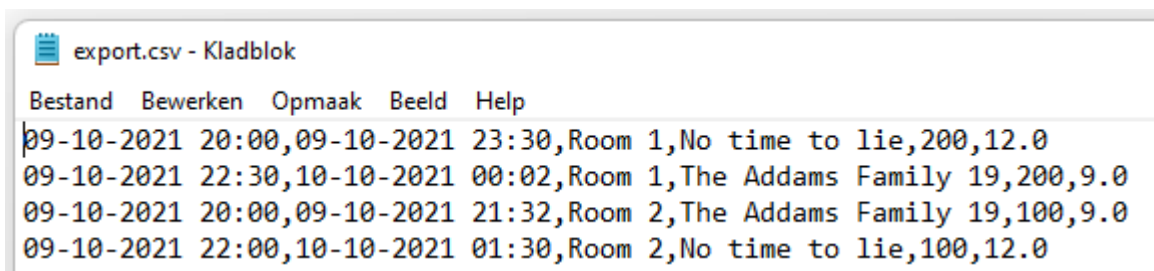 export.csv - Kladblok
Bestand Bewerken Opmaak Beeld Help
09-10-2021 20:00,09-10-2021 23:30,Room 1,No time to lie,200,12.0
09-10-2021 22:30,10-10-2021 00:02,Room 1,The Addams Family 19,200,9.0
09-10-2021 20:00,09-10-2021 21:32,Room 2,The Addams Family 19,100,9.0
09-10-2021 22:00,10-10-2021 01:30,Room 2,No time to lie,100,12.0